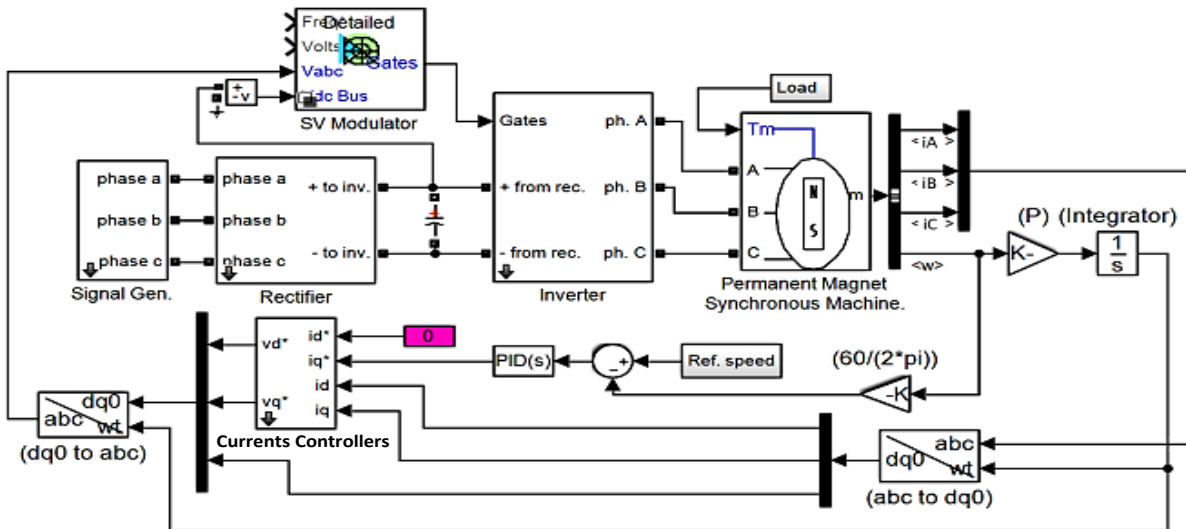 Freq
Detailed
Volts
Vabc
Gates
dc Bus
+
-v
SV Modulator
Load
Gates
ph. A
Tm
<iA >
phase a
phase a
+ to inv.
+ from rec.
ph. B
A
N
S
m
<iB >
phase b
phase b
B
<iC >
(P) (Integrator)
phase c
phase c
- to inv.
- from rec.
ph. C
C
<w>
K-
1
s
Signal Gen.
Rectifier
Inverter
Permanent Magnet
Synchronous Machine.
vd*
id*
0
iq*
PID(s)
+
-
Ref. speed
(60/(2*pi))
id
-K
vq*
iq
dq0
abc
wt
Currents Controllers
(dq0 to abc)
abc
dq0
wt
(abc to dq0)